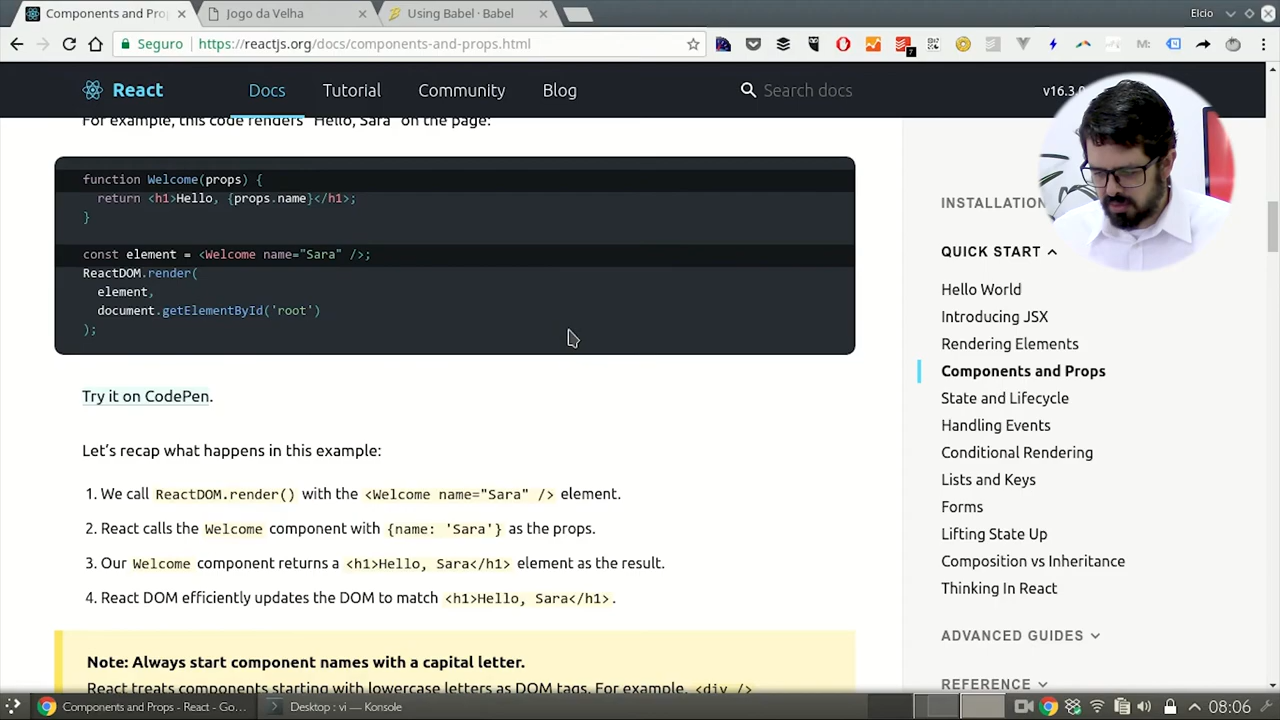 Components and Prop
Jogo da Velha
Using Babel · Babel
Elcio
Seguro
https://reactjs.org/docs/components-and-props.html
7
React
Docs
Tutorial
Community
Blog
Search docs
v16.3.0
For example, this code renders "Hello, Sara" on the page:
function Welcome(props) {
return <h1>Hello, {props.name}</h1>;
}
const element = <Welcome name="Sara" />;
ReactDOM.render(
element,
document.getElementById('root')
);
Try it on CodePen.
Let's recap what happens in this example:
1. We call ReactDOM.render() with the <Welcome name="Sara" /> element.
2. React calls the Welcome component with {name: 'Sara'} as the props.
3. Our Welcome component returns a <h1>Hello, Sara</h1> element as the result.
4. React DOM efficiently updates the DOM to match <h1>Hello, Sara</h1>.
Note: Always start component names with a capital letter.
React treats components starting with lowercase letters as DOM tags. For example, <div />
INSTALLATION
QUICK START
Hello World
Introducing JSX
Rendering Elements
Components and Props
State and Lifecycle
Handling Events
Conditional Rendering
Lists and Keys
Forms
Lifting State Up
Composition vs Inheritance
Thinking In React
ADVANCED GUIDES
REFERENCE
Components and Props - React - Go...
Desktop : vi — Konsole
08:06